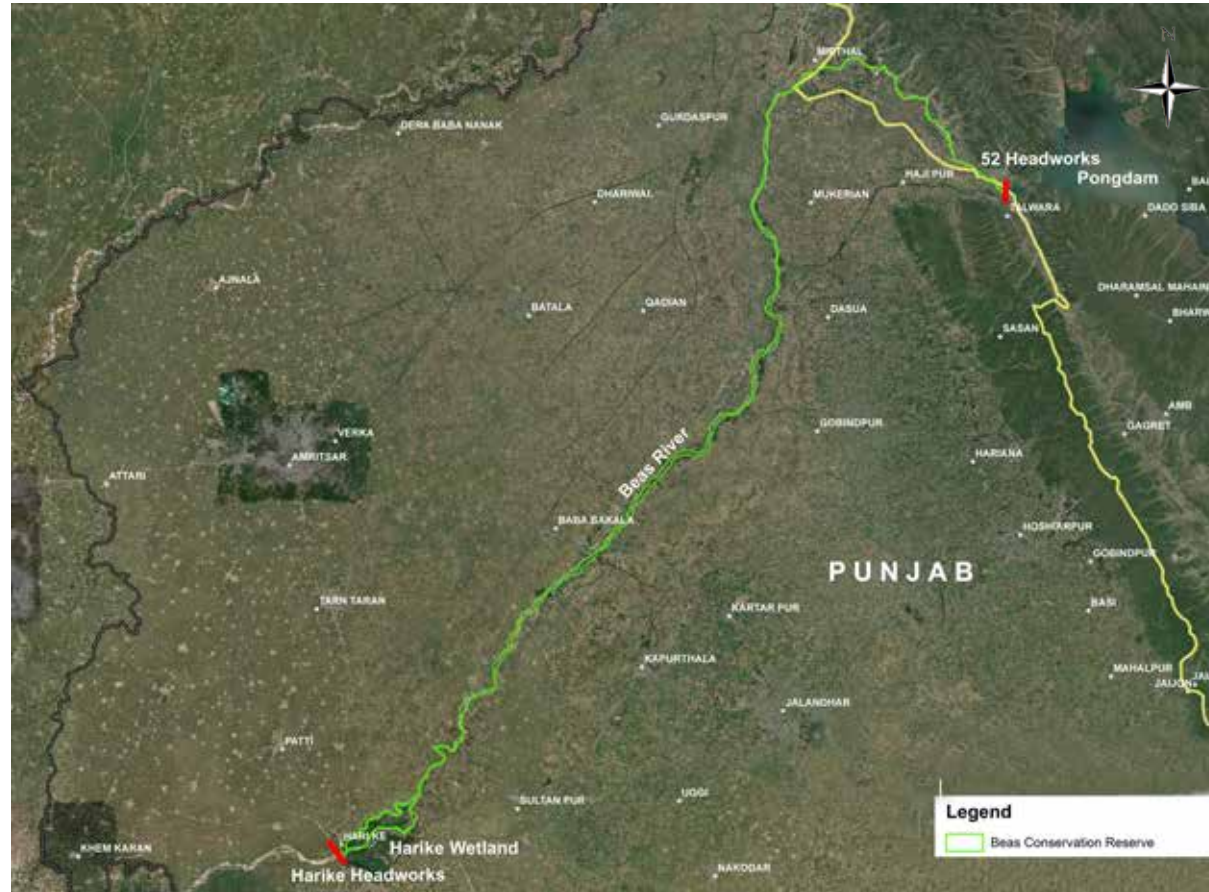 N
MIRTHAL
DERA BABA NANAK
GURDASPUR
52 Headworks
Pongdam
HAJI PUR
DHARIWAL
MUKERIAN
TALWARA
DADO SIBA
DHARAMSAL MAHAIN
AJNALA
BATALA
QADIAN
DASUA
SASAN
AMB
GAGRET
GOBINDPUR
VERKA
AMRITSAR
HARIANA
ATTARI
Beas River
BABA BAKALA
HOSHIARPUR
GOBINDPUR
PUNJAB
TARN TARAN
KARTAR PUR
BASI
KAPURTHALA
MAHALPUR
JAIJON
JALANDHAR
PATTI
SULTAN PUR
UGGI
Legend
Beas Conservation Reserve
HARIKE
Harike Wetland
KHEM KARAN
Harike Headworks
NAKODAR